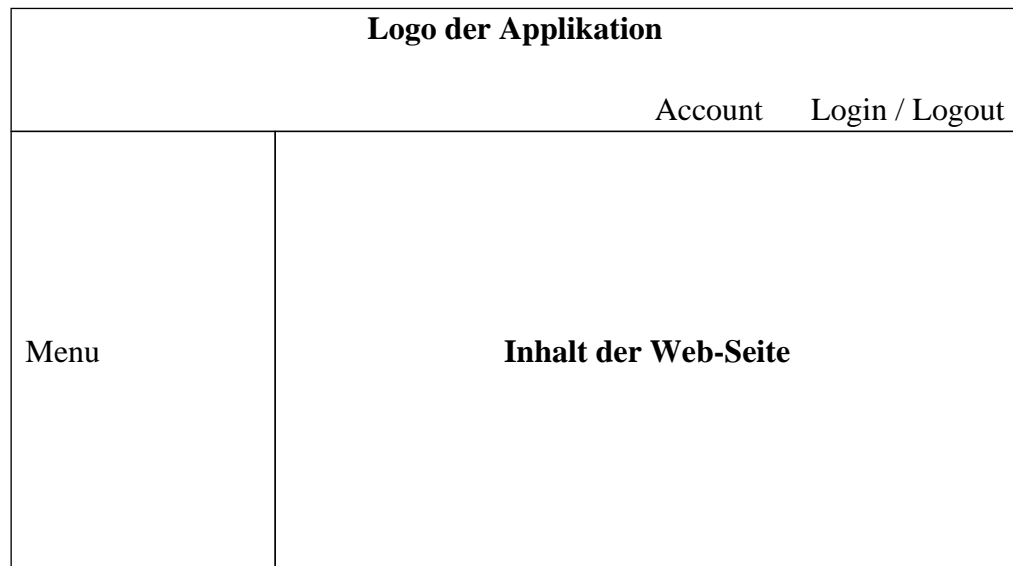 Logo der Applikation
Account Login / Logout
Menu
Inhalt der Web-Seite